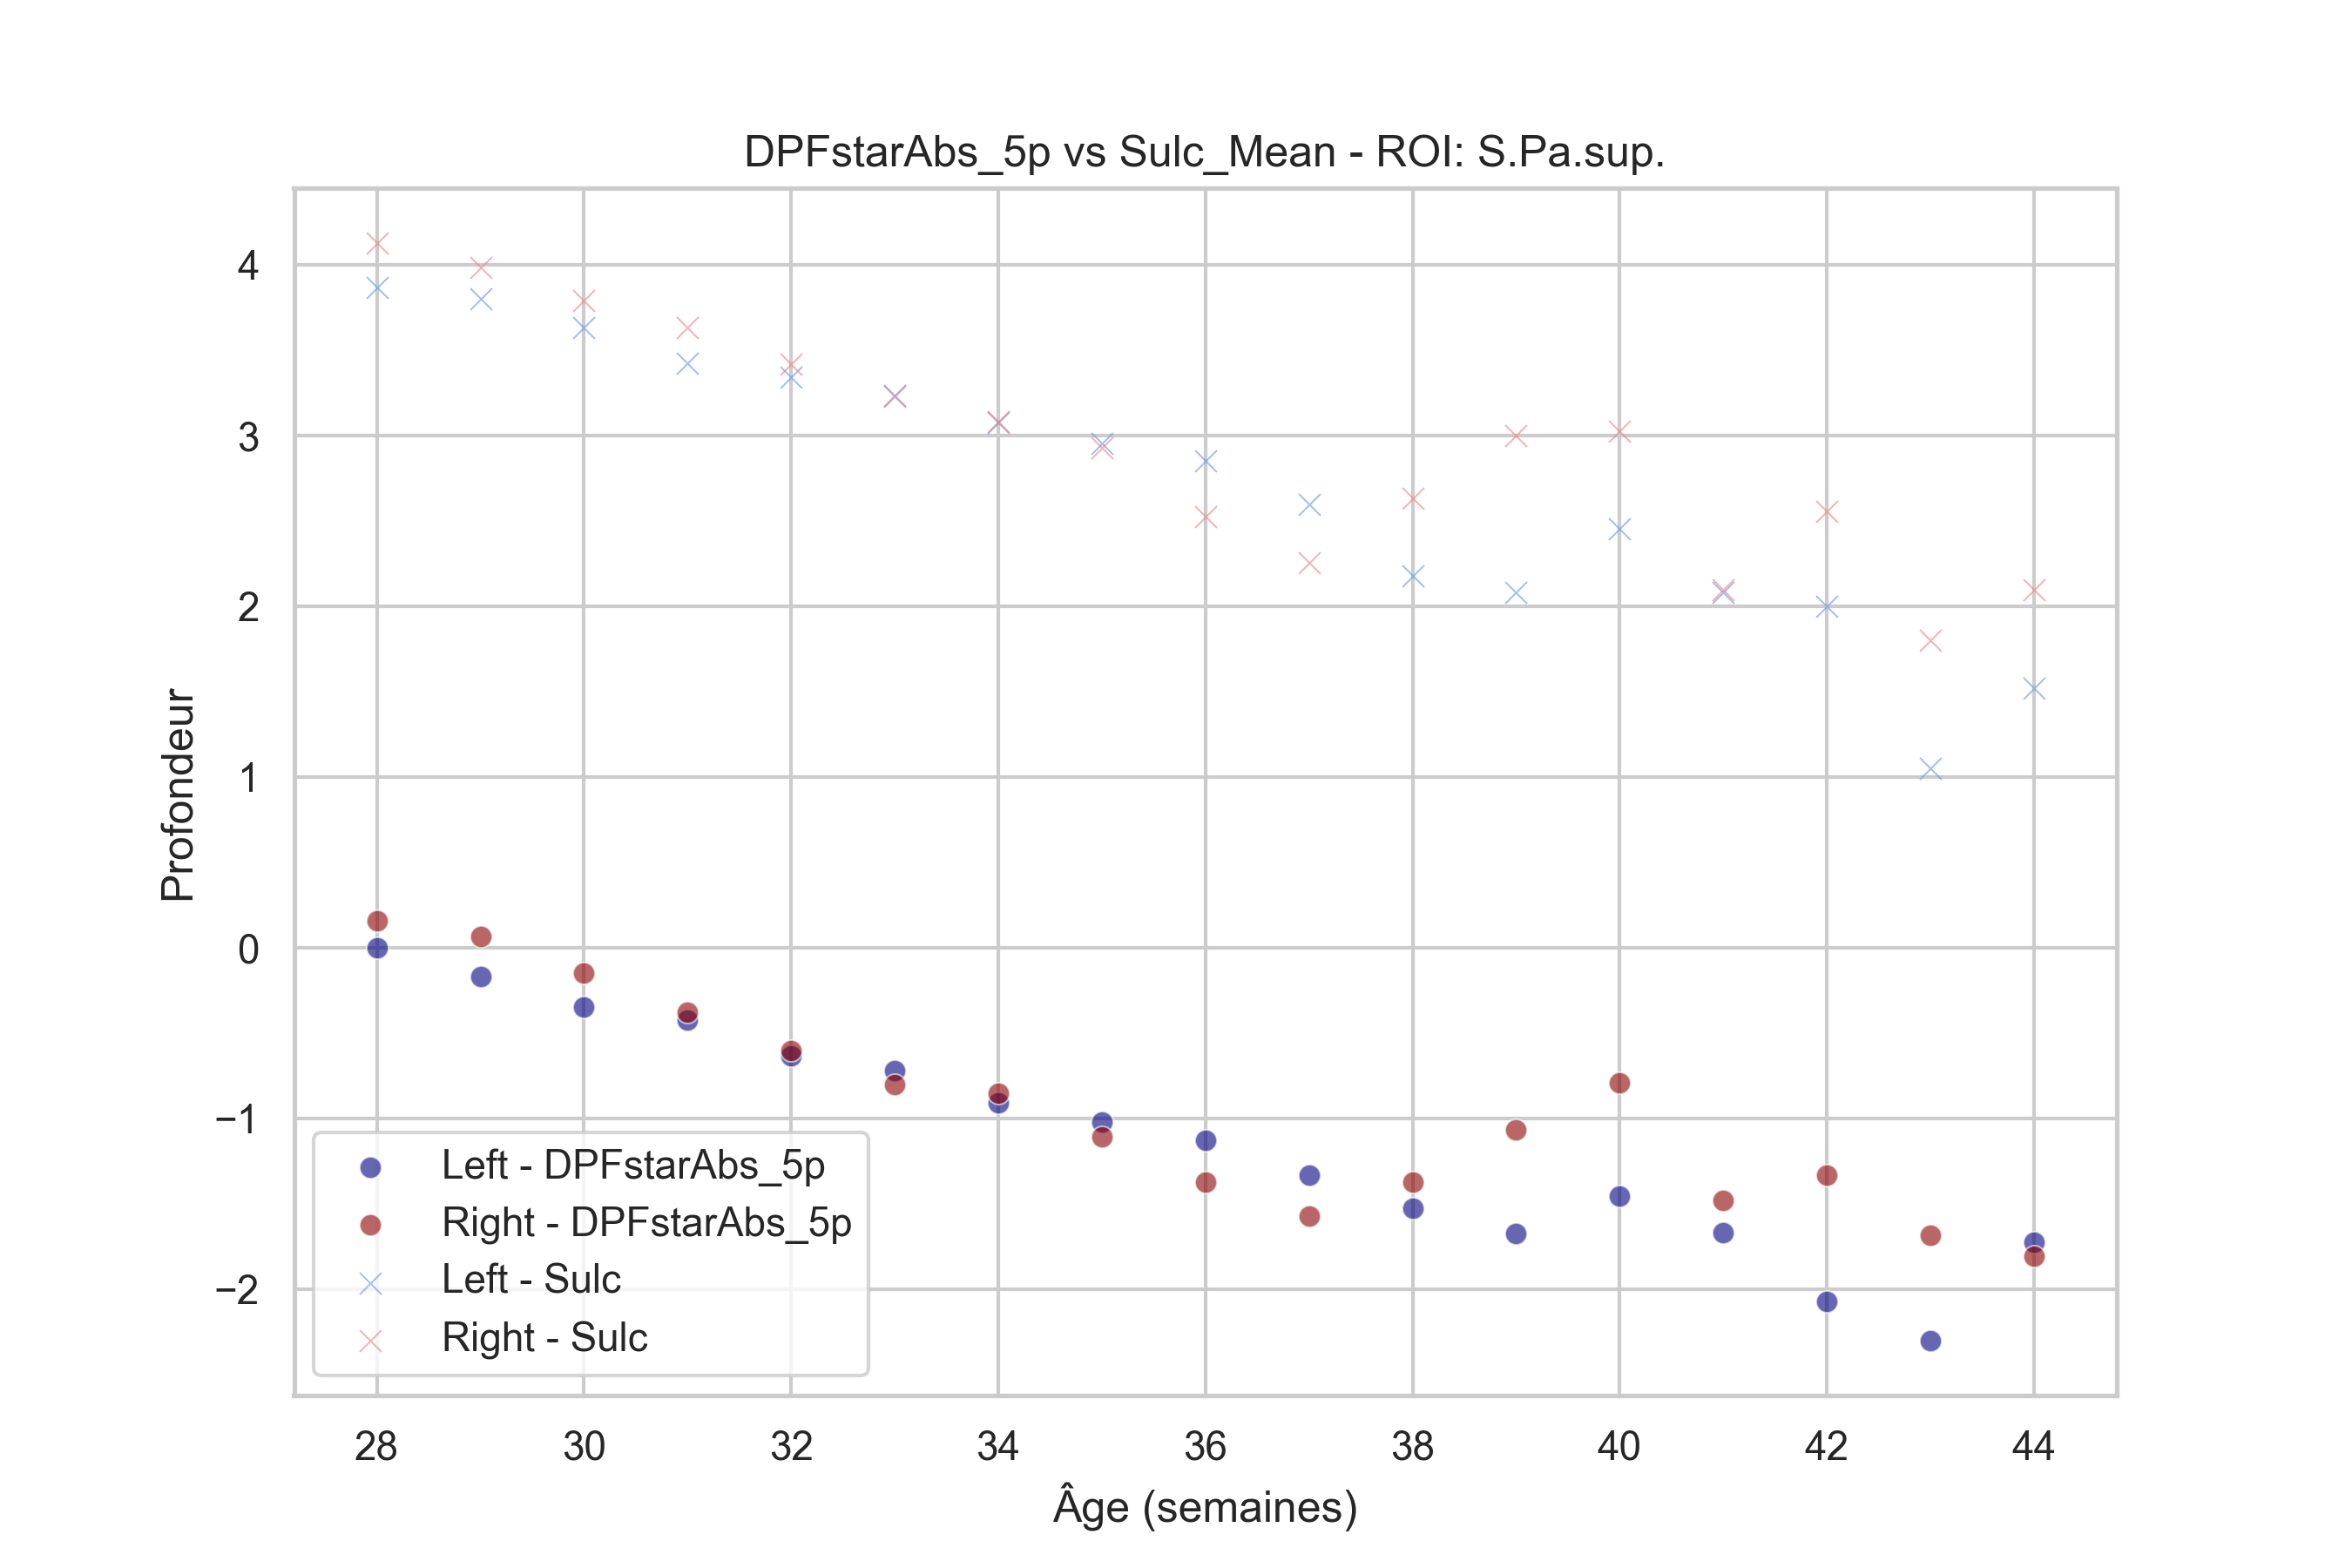 DPFstarAbs_5p vs Sulc_Mean - ROI: S.Pa.sup.
Profondeur
4
3
2
1
0
−1
−2
Left - DPFstarAbs_5p
Right - DPFstarAbs_5p
Left - Sulc
Right - Sulc
28 30 32 34 36 38 40 42 44
Âge (semaines)